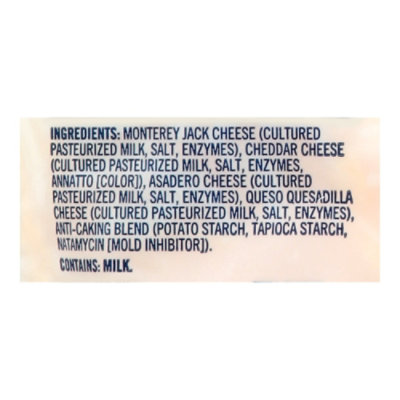 INGREDIENTS: MONTEREY JACK CHEESE (CULTURED
PASTEURIZED MILK, SALT, ENZYMES), CHEDDAR CHEESE
(CULTURED PASTEURIZED MILK, SALT, ENZYMES,
ANNATTO [COLOR]), ASADERO CHEESE (CULTURED
PASTEURIZED MILK, SALT, ENZYMES), QUESO QUESADILLA
CHEESE (CULTURED PASTEURIZED MILK, SALT, ENZYMES),
ANTI-CAKING BLEND (POTATO STARCH, TAPIOCA STARCH,
NATAMYCIN [MOLD INHIBITOR]).
CONTAINS: MILK.